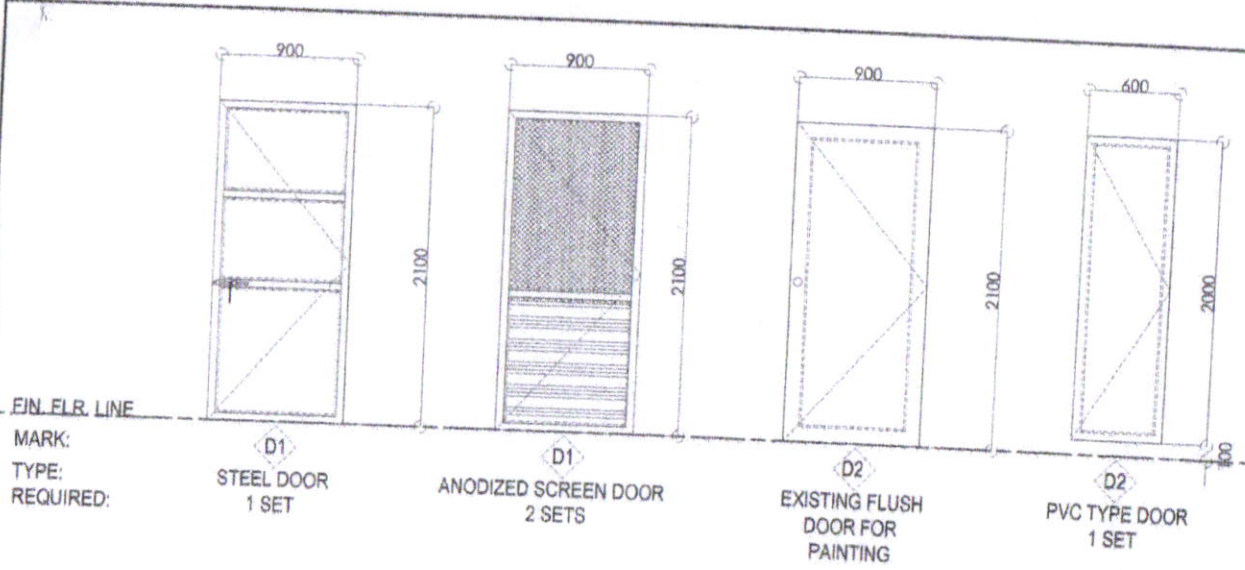 900 900 900 600
2100 2100 2100 2000
100
FIN. FLR. LINE
MARK: D1 D1 D2 D2
TYPE: STEEL DOOR ANODIZED SCREEN DOOR EXISTING FLUSH PVC TYPE DOOR
REQUIRED: 1 SET 2 SETS DOOR FOR 1 SET
PAINTING